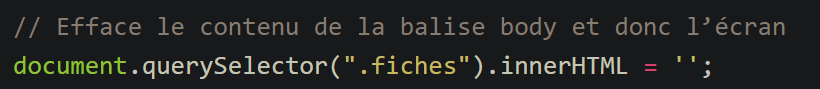 // Efface le contenu de la balise body et donc l’écran
document.querySelector(".fiches").innerHTML = '';